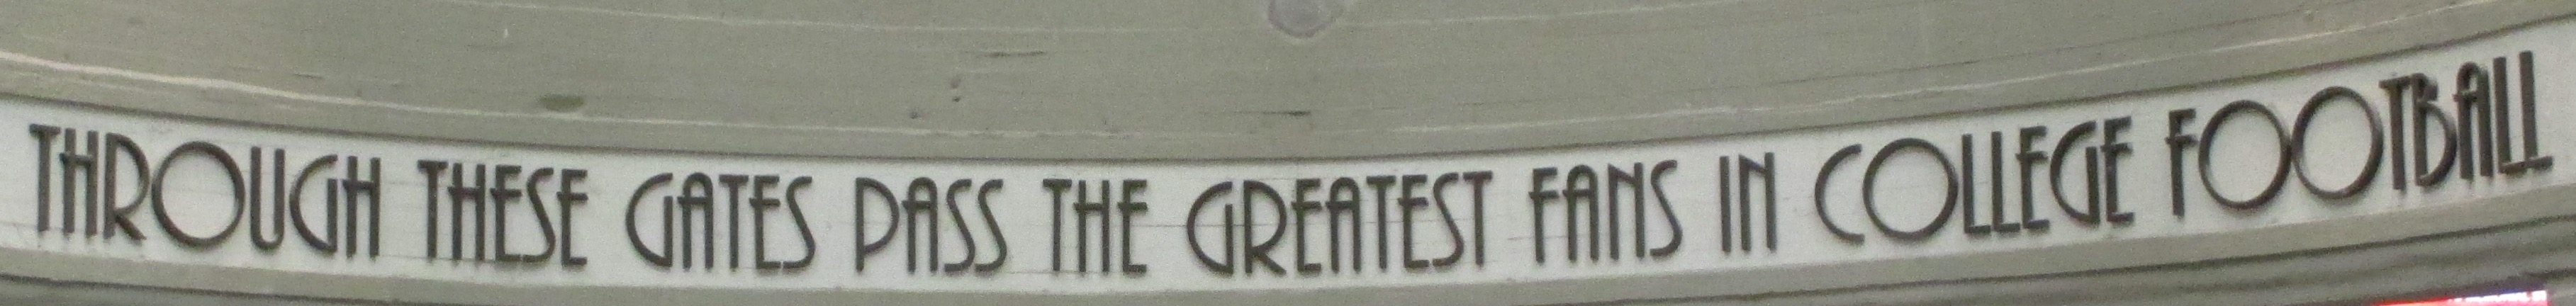 THROUGH THESE GATES PASS THE GREATEST FANS IN COLLEGE FOOTBALL